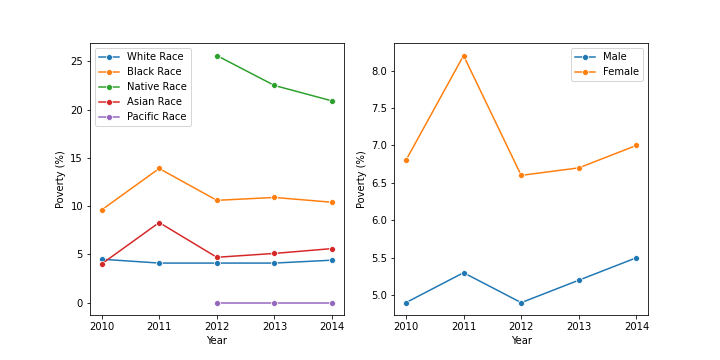 White Race
Black Race
Native Race
Asian Race
Pacific Race
25
20
15
10
5
0
Poverty (%)
2010 2011 2012 2013 2014
Year
Male
Female
8.0
7.5
7.0
6.5
6.0
5.5
5.0
Poverty (%)
2010 2011 2012 2013 2014
Year